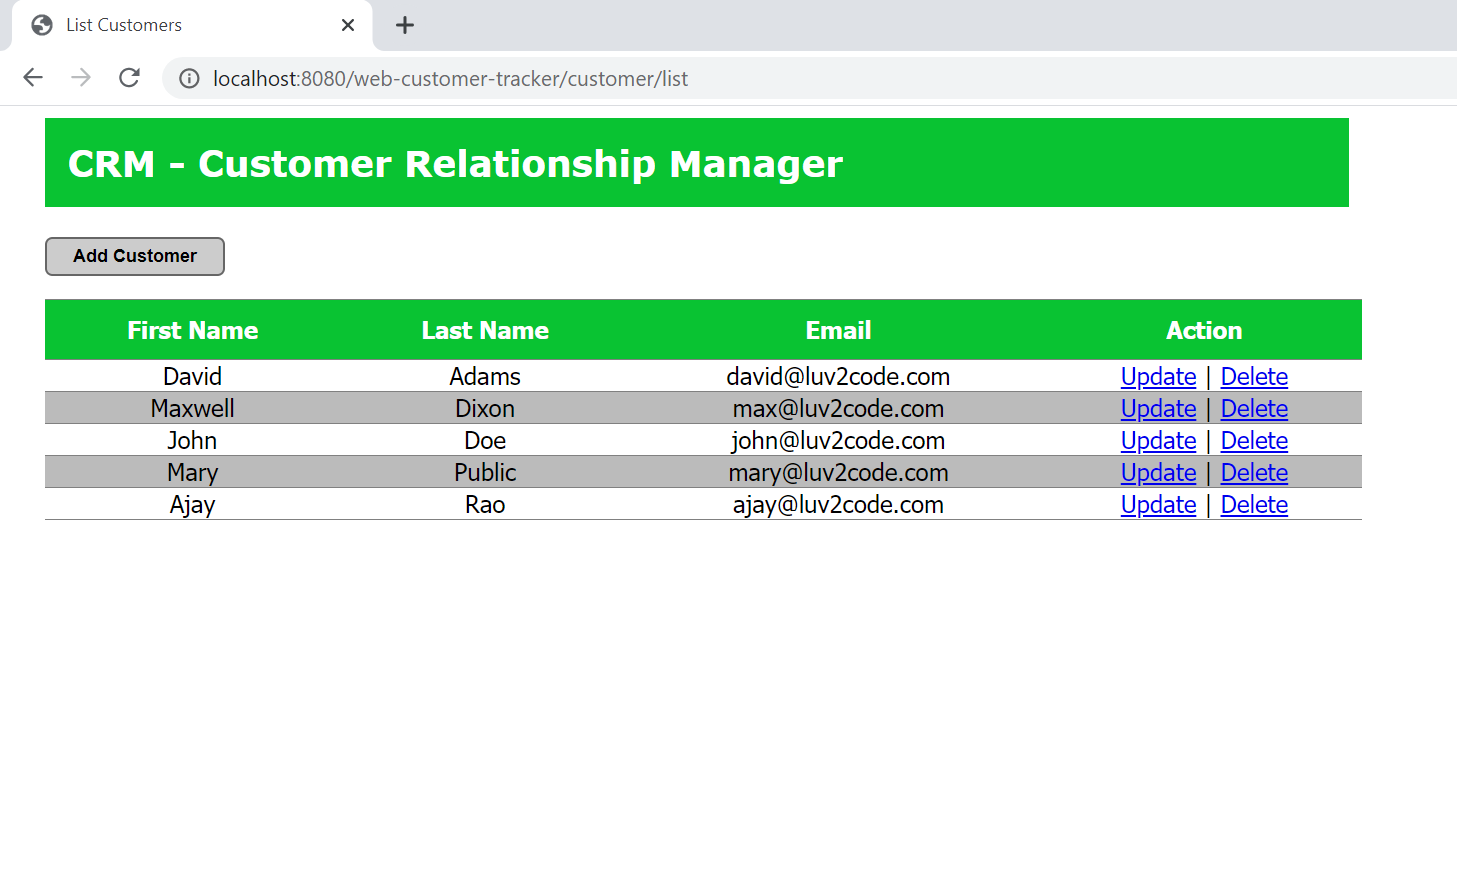 List Customers
localhost:8080/web-customer-tracker/customer/list
CRM - Customer Relationship Manager
Add Customer
First Name Last Name Email Action
David Adams david@luv2code.com Update | Delete
Maxwell Dixon max@luv2code.com Update | Delete
John Doe john@luv2code.com Update | Delete
Mary Public mary@luv2code.com Update | Delete
Ajay Rao ajay@luv2code.com Update | Delete